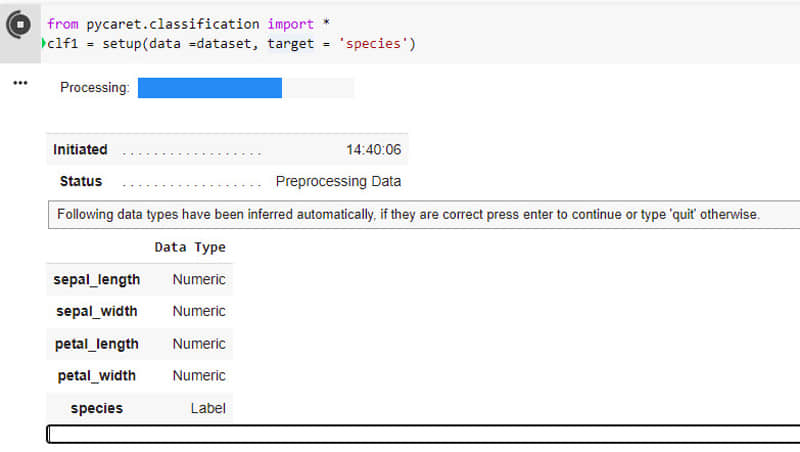 from pycaret.classification import *
clf1 = setup(data =dataset, target = 'species')
Processing:
Initiated . . . . . . . . . . . . . . . . . . 14:40:06
Status . . . . . . . . . . . . . . . . . . Preprocessing Data
Following data types have been inferred automatically, if they are correct press enter to continue or type 'quit' otherwise.
Data Type
sepal_length Numeric
sepal_width Numeric
petal_length Numeric
petal_width Numeric
species Label